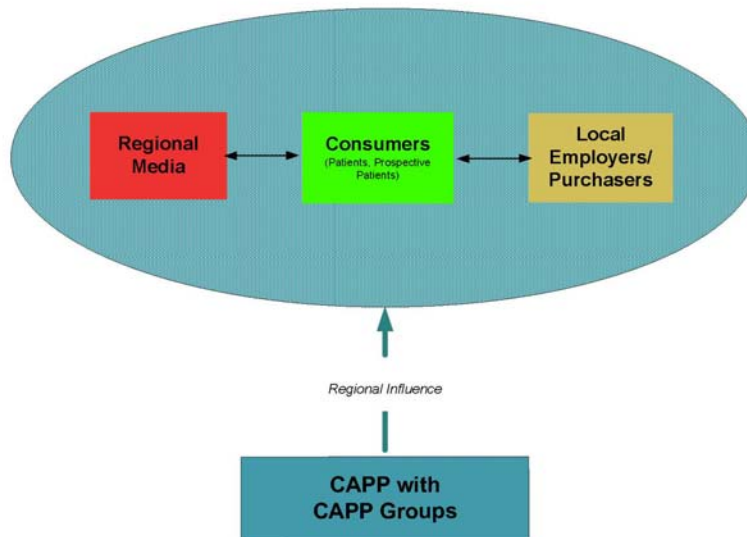 Regional
Media
Consumers
(Patients, Prospective
Patients)
Local
Employers/
Purchasers
Regional Influence
CAPP with
CAPP Groups